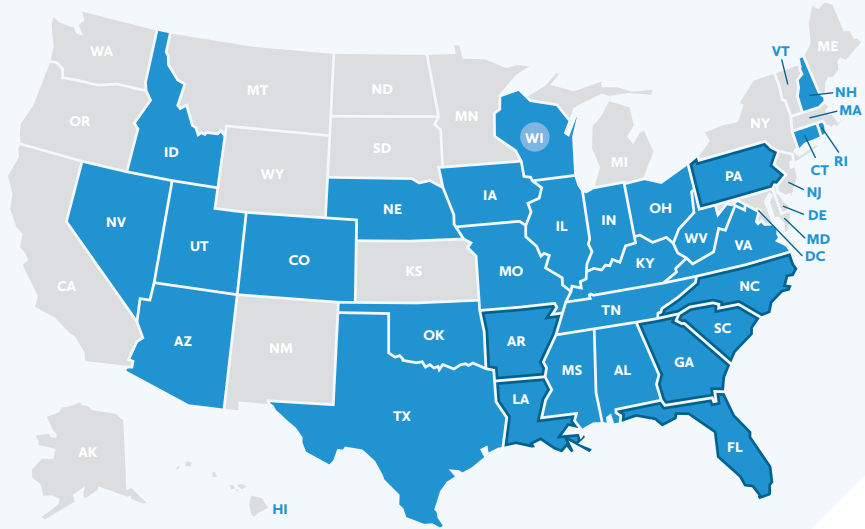 WA
MT
ND
MN
VT
ME
NH
MA
OR
ID
SD
WI
NY
MI
RI
CT
WY
PA
NJ
IA
NE
NV
OH
DE
IL
IN
UT
WV
VA
MD
CO
DC
MO
KY
CA
KS
NC
TN
SC
AZ
OK
AR
NM
GA
MS
AL
LA
TX
FL
AK
HI